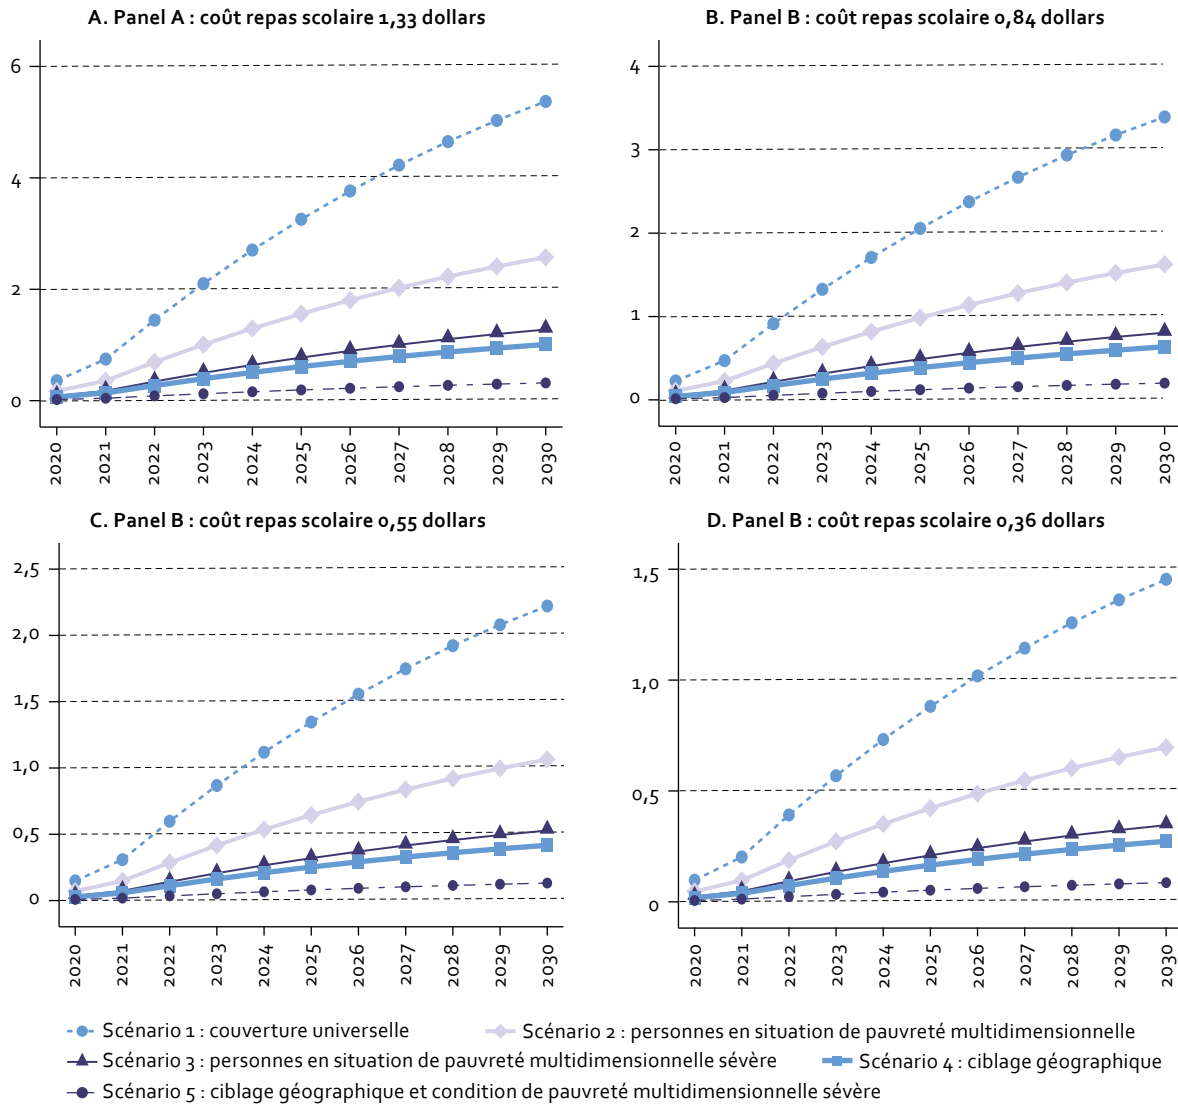 A. Panel A : coût repas scolaire 1,33 dollars
6
4
2
0
2020 2021 2022 2023 2024 2025 2026 2027 2028 2029 2030
B. Panel B : coût repas scolaire 0,84 dollars
4
3
2
1
0
2020 2021 2022 2023 2024 2025 2026 2027 2028 2029 2030
C. Panel B : coût repas scolaire 0,55 dollars
2,5
2,0
1,5
1,0
0,5
0
2020 2021 2022 2023 2024 2025 2026 2027 2028 2029 2030
D. Panel B : coût repas scolaire 0,36 dollars
1,5
1,0
0,5
0
2020 2021 2022 2023 2024 2025 2026 2027 2028 2029 2030
Scénario 1 : couverture universelle
Scénario 2 : personnes en situation de pauvreté multidimensionnelle
Scénario 3 : personnes en situation de pauvreté multidimensionnelle sévère
Scénario 4 : ciblage géographique
Scénario 5 : ciblage géographique et condition de pauvreté multidimensionnelle sévère